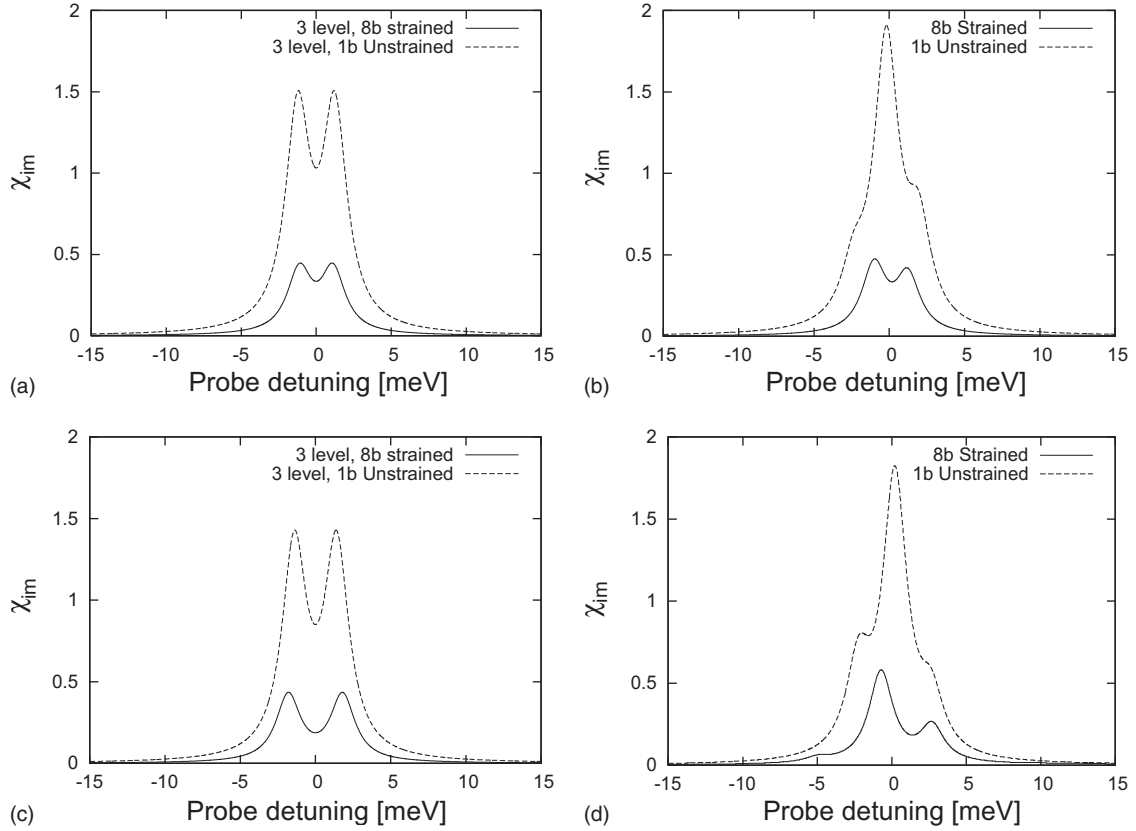 3 level, 8b strained
3 level, 1b Unstrained
2
1.5
1
0.5
0
χim
-15 -10 -5 0 5 10 15
Probe detuning [meV]
(a)
8b Strained
1b Unstrained
2
1.5
1
0.5
0
χim
-15 -10 -5 0 5 10 15
Probe detuning [meV]
(b)
3 level, 8b strained
3 level, 1b Unstrained
2
1.5
1
0.5
0
χim
-15 -10 -5 0 5 10 15
Probe detuning [meV]
(c)
8b Strained
1b Unstrained
2
1.5
1
0.5
0
χim
-15 -10 -5 0 5 10 15
Probe detuning [meV]
(d)